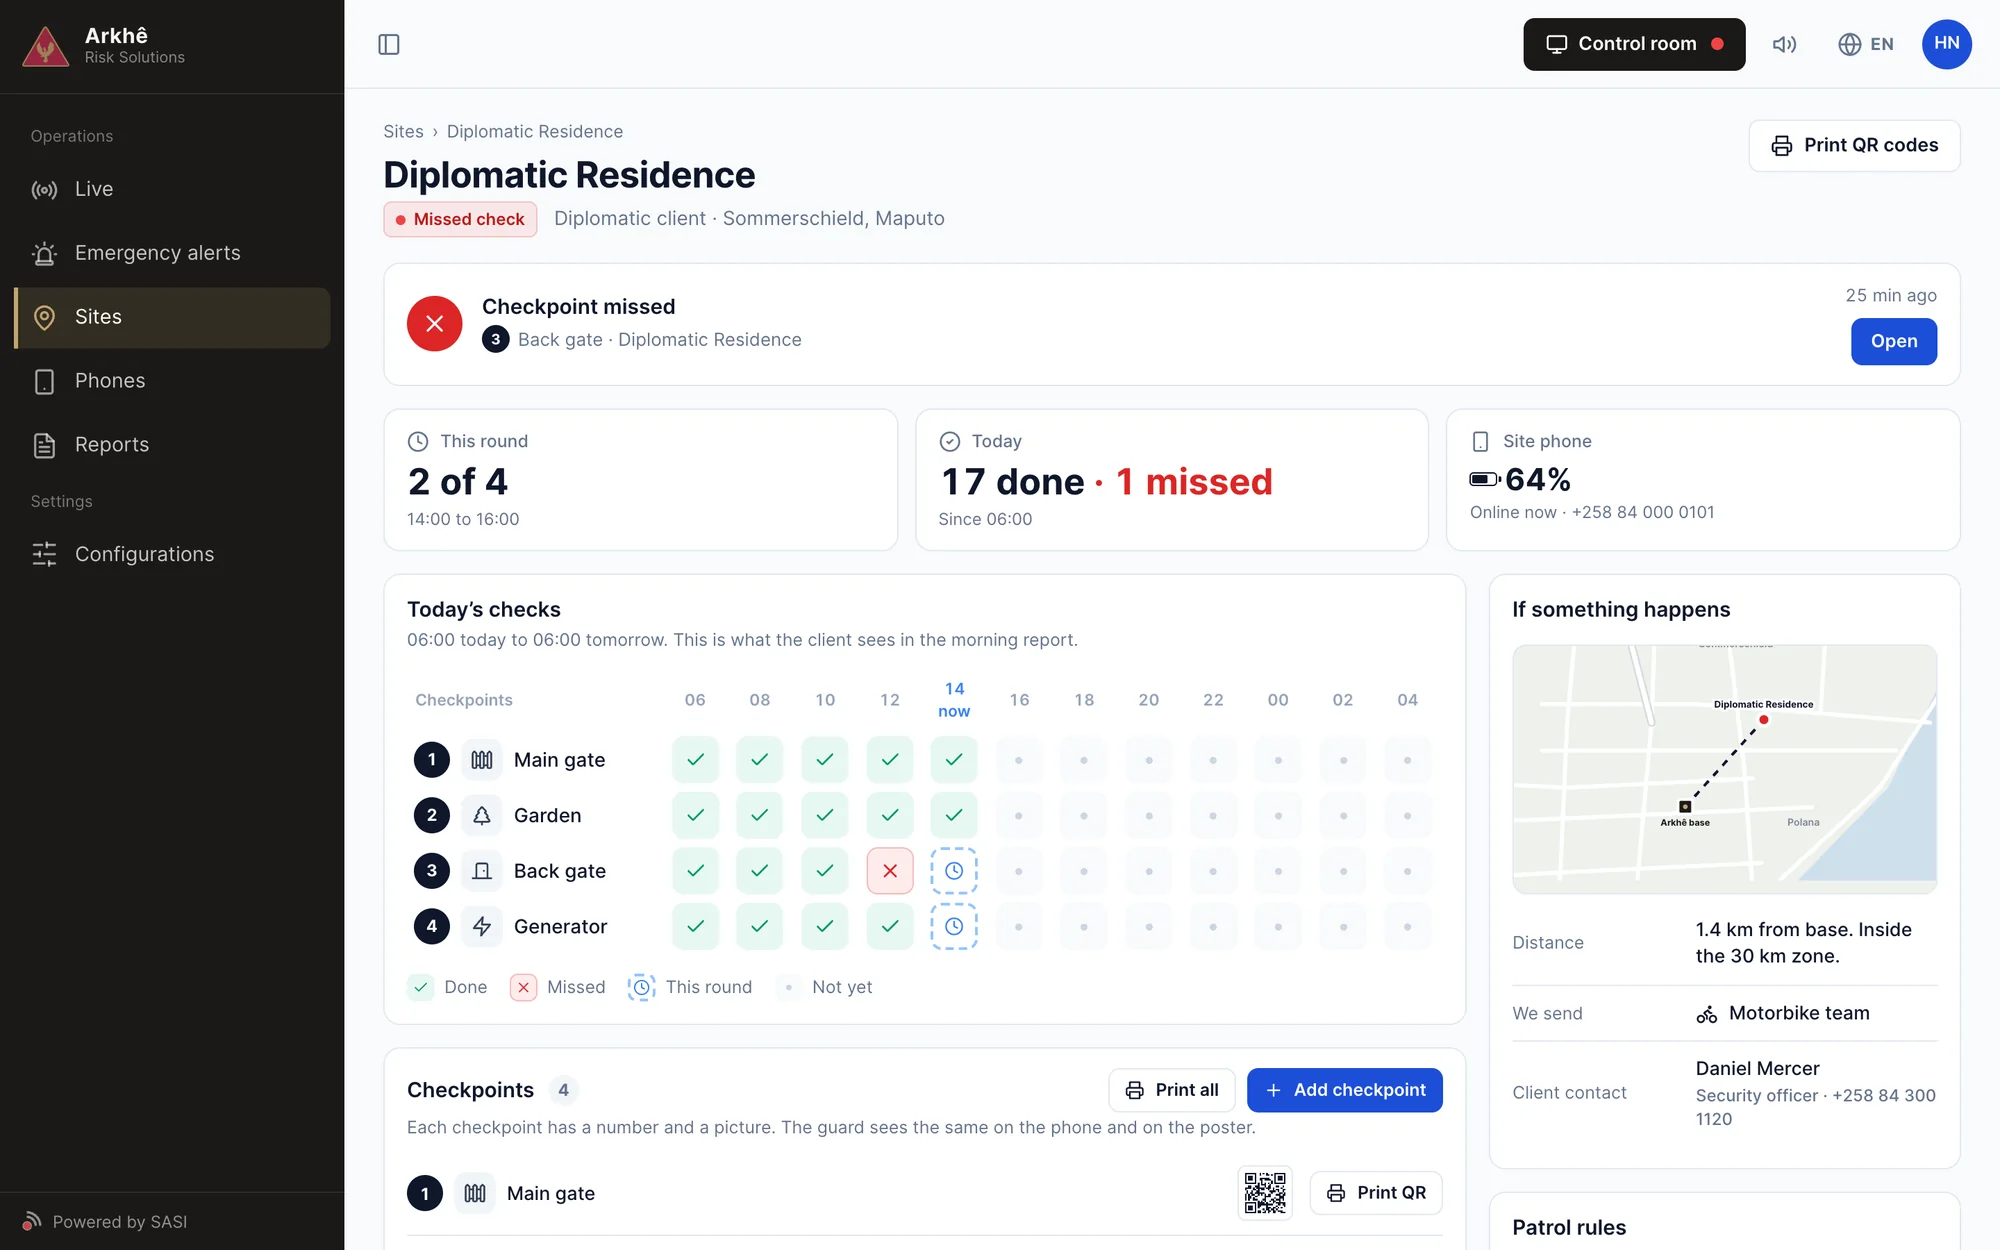 Arkhê
Risk Solutions
Operations
Live
Emergency alerts
Sites
Phones
Reports
Settings
Configurations
Powered by SASI
Control room
EN
HN
Sites › Diplomatic Residence
Print QR codes
Diplomatic Residence
Missed check
Diplomatic client · Sommerschield, Maputo
Checkpoint missed
3 Back gate · Diplomatic Residence
25 min ago
Open
This round
2 of 4
14:00 to 16:00
Today
17 done · 1 missed
Since 06:00
Site phone
64%
Online now · +258 84 000 0101
Today’s checks
06:00 today to 06:00 tomorrow. This is what the client sees in the morning report.
Checkpoints 06 08 10 12 14 now 16 18 20 22 00 02 04
1 Main gate
2 Garden
3 Back gate
4 Generator
Done Missed This round Not yet
Checkpoints 4
Print all
Add checkpoint
Each checkpoint has a number and a picture. The guard sees the same on the phone and on the poster.
1 Main gate
Print QR
If something happens
Diplomatic Residence
Arkhê base
Polana
Distance
1.4 km from base. Inside
the 30 km zone.
We send
Motorbike team
Client contact
Daniel Mercer
Security officer · +258 84 300
1120
Patrol rules